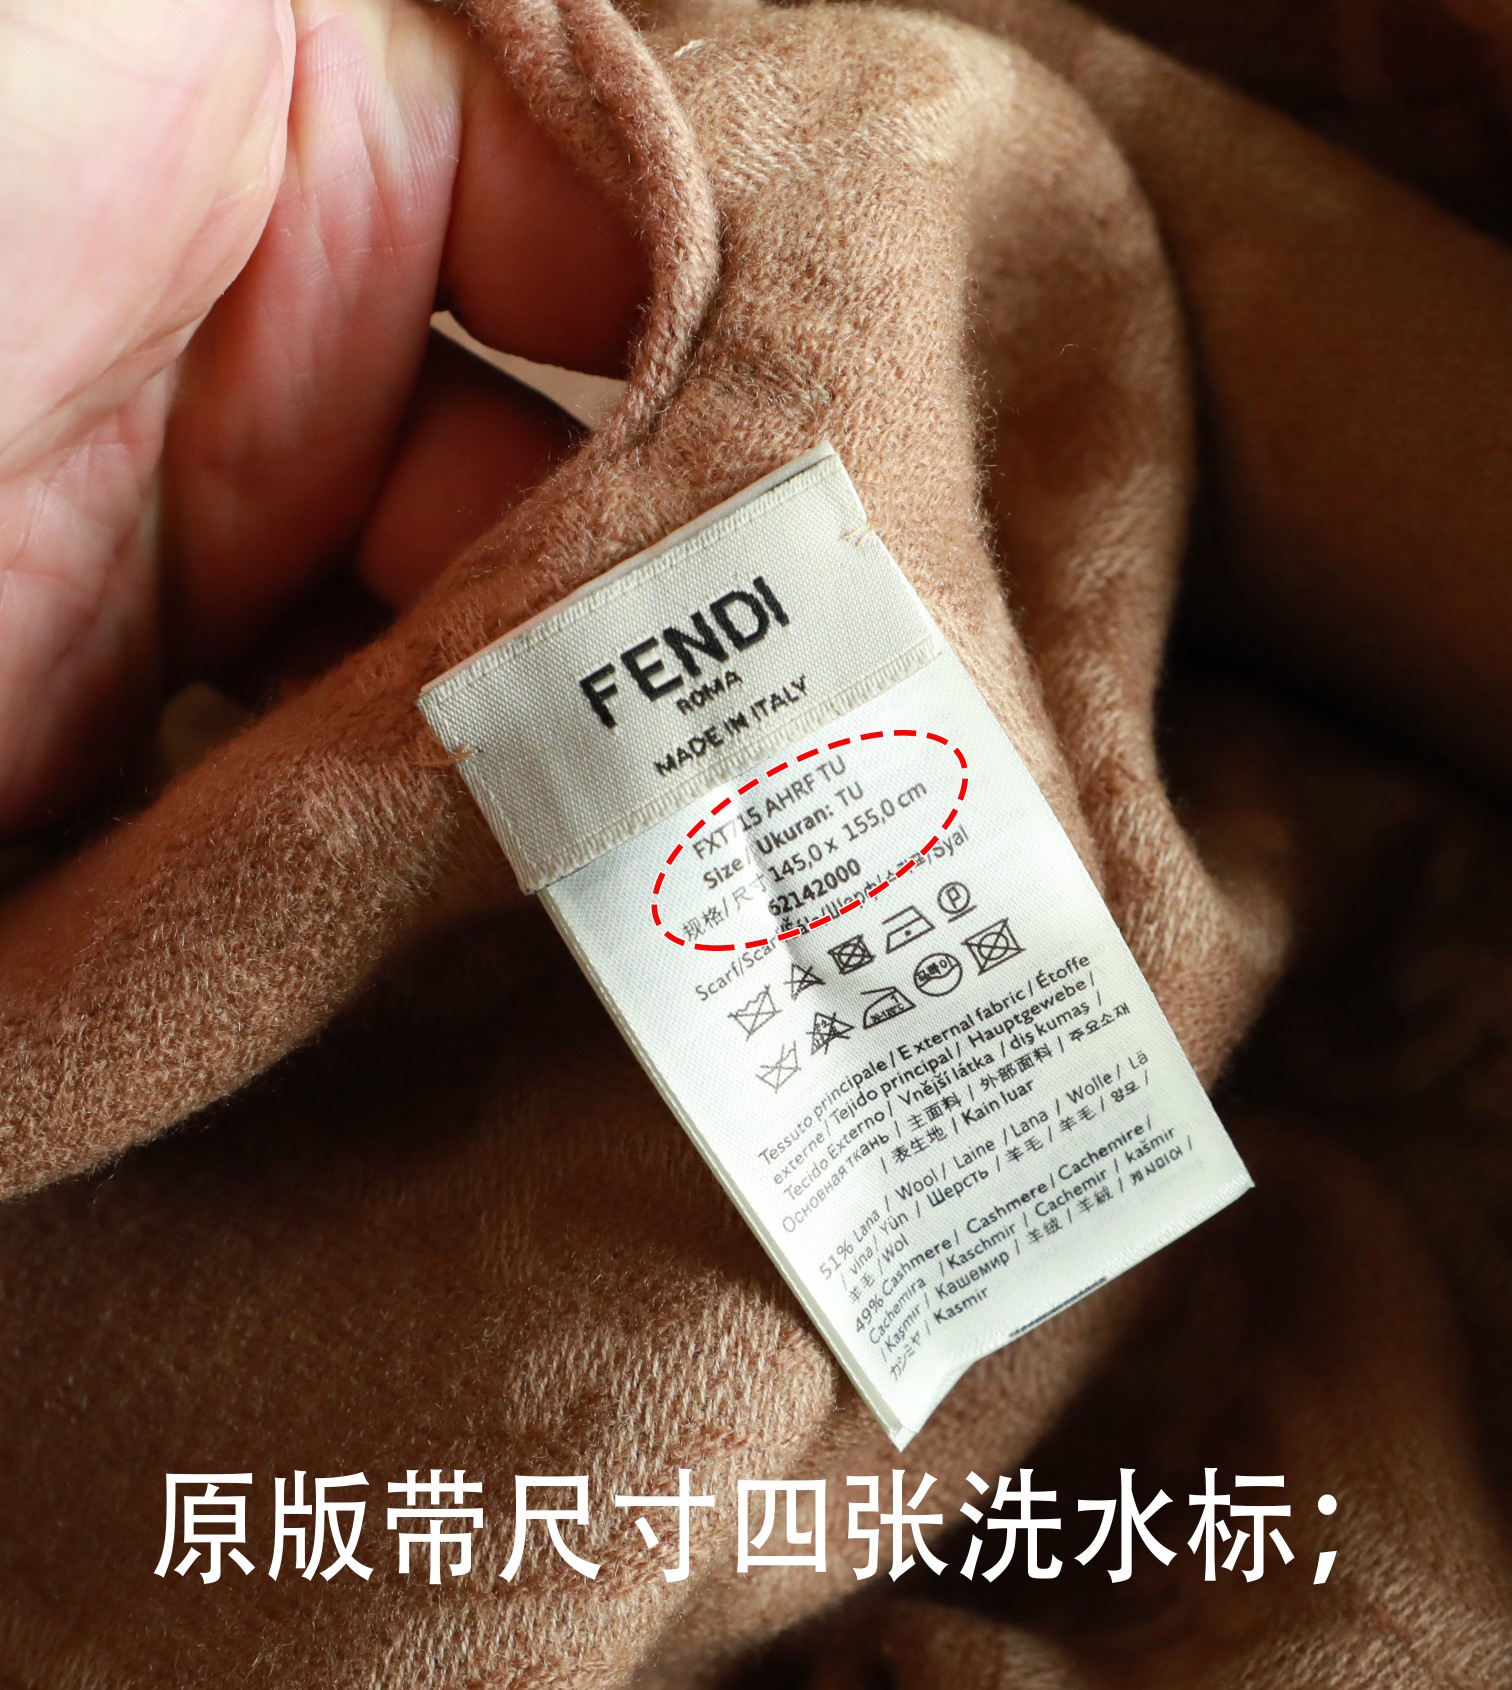 FENDI
ROMA
MADE IN ITALY
FXT715 AHRF TU
Size / Ukuran: TU
规格/尺寸 145,0 x 155,0 cm
62142000
Scarf/Scar /Syal
Tessuto principale / External fabric / Étoffe
externe / Tejido principal / Hauptgewebe /
Tecido Externo / Vnější látka / dış kumaş /
Основная ткань / 主面料 / 外部面料 / 주요소재
/ 表生地 / Kain luar
51% Lana / Wool / Laine / Lana / Wolle / Lã
/ vlna / Yün / Шерсть / 羊毛 / 羊毛 / 양모 /
羊毛 / Wol
49% Cashmere / Cashmere / Cachemire /
Cachemira / Kaschmir / Cachemir / kašmír
/ Kaşmir / Кашемир / 羊绒 / 羊絨 / 캐시미어 /
カシミヤ / Kasmir
原版带尺寸四张洗水标；